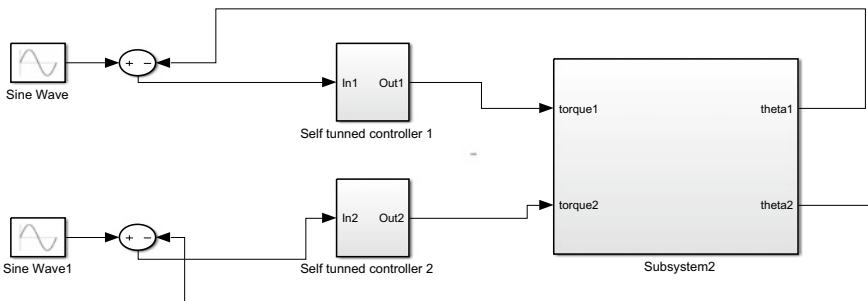 + −
Sine Wave
In1 Out1
Self tunned controller 1
torque1 theta1
torque2 theta2
Subsystem2
+ −
Sine Wave1
In2 Out2
Self tunned controller 2